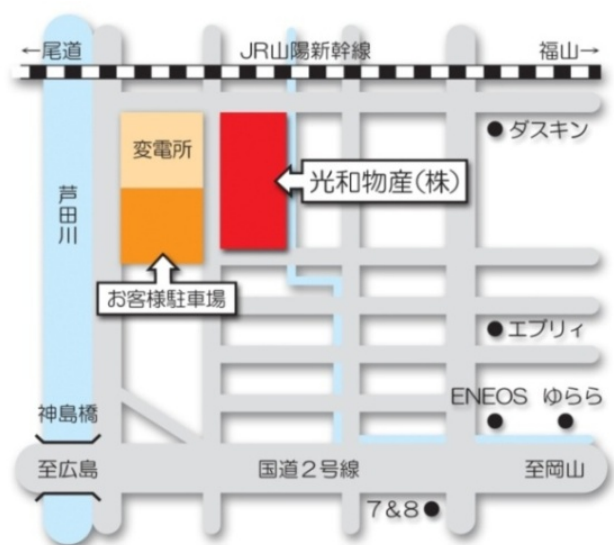 ←尾道 JR山陽新幹線 福山→
変電所
ダスキン
光和物産(株)
芦田川
お客様駐車場
エブリィ
ENEOS ゆらら
神島橋
至広島 国道2号線 至岡山
7&8